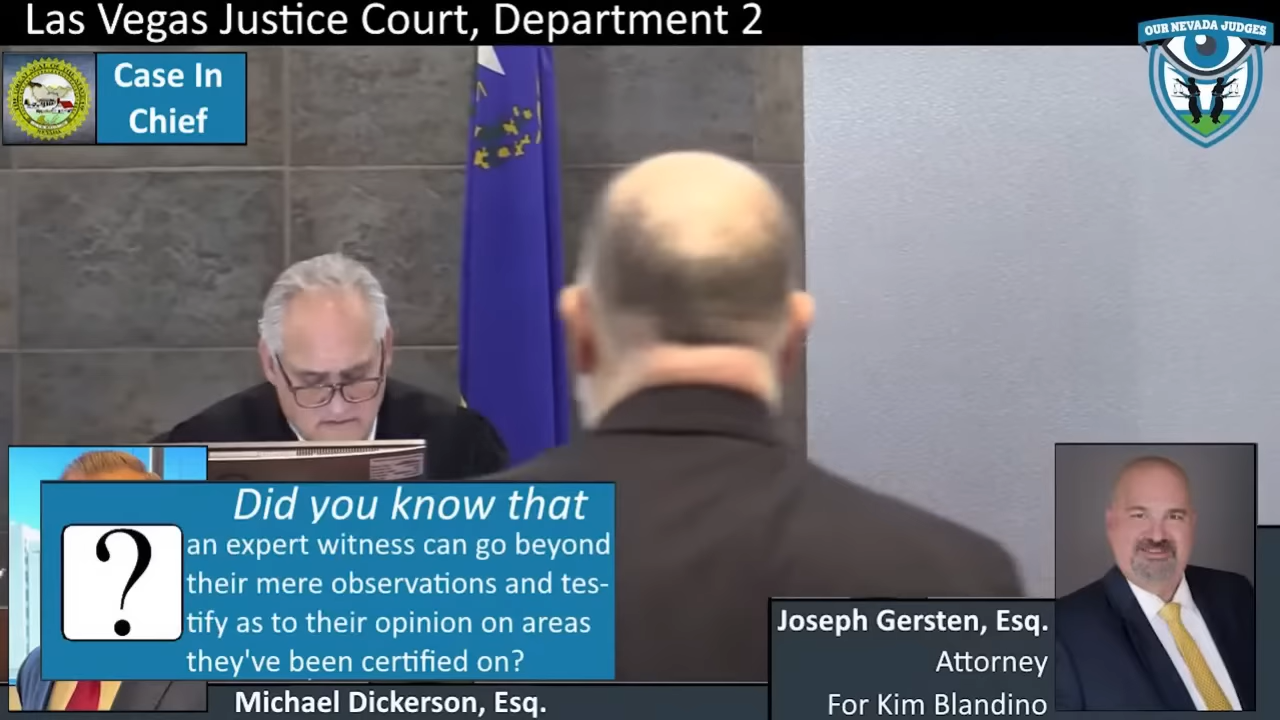 Las Vegas Justice Court, Department 2
OUR NEVADA JUDGES
Case In
Chief
Did you know that
an expert witness can go beyond
their mere observations and tes-
tify as to their opinion on areas
they've been certified on?
?
Michael Dickerson, Esq.
Joseph Gersten, Esq.
Attorney
For Kim Blandino